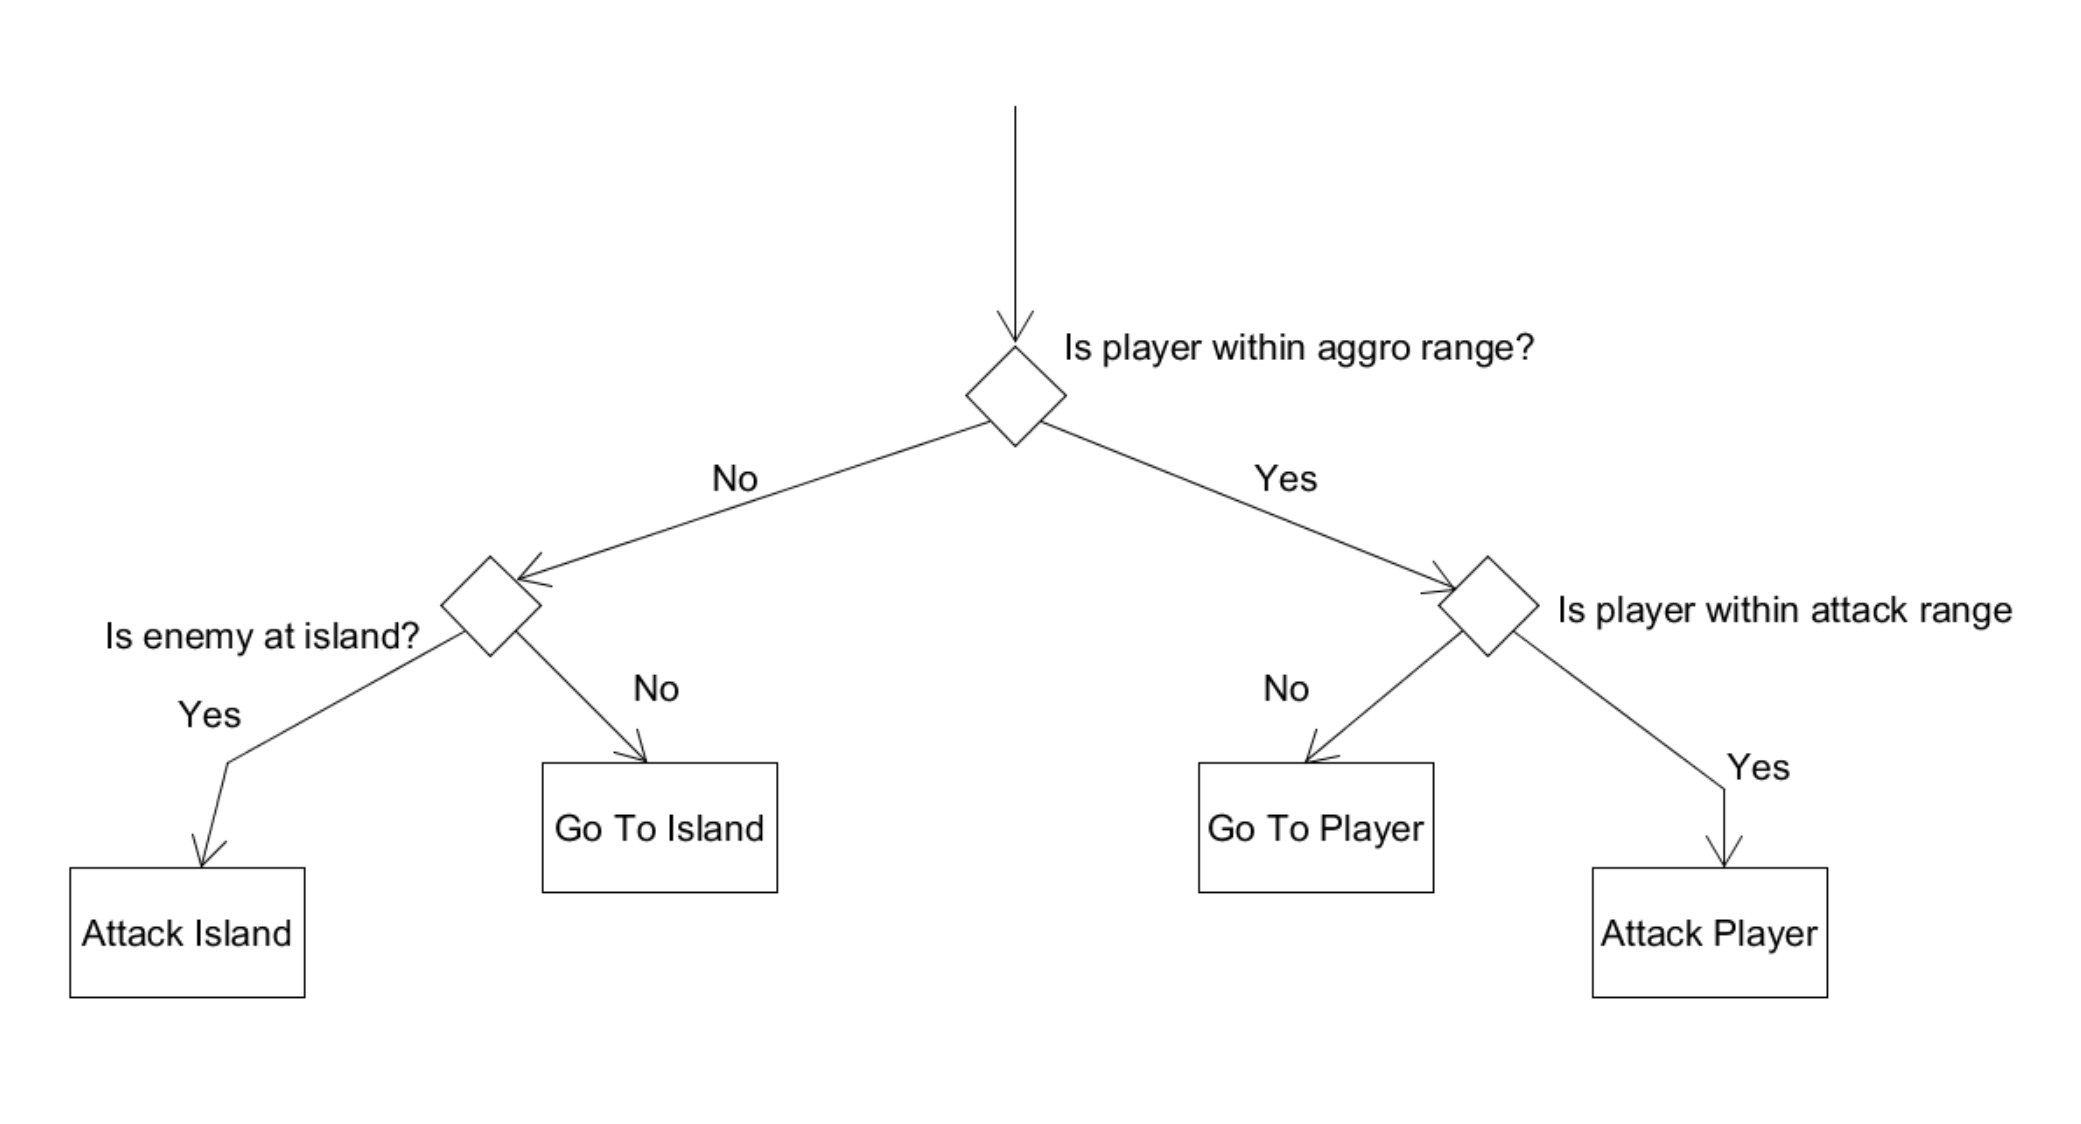 Is player within aggro range?
No
Yes
Is enemy at island?
Is player within attack range
Yes
No
No
Yes
Go To Island
Go To Player
Attack Island
Attack Player